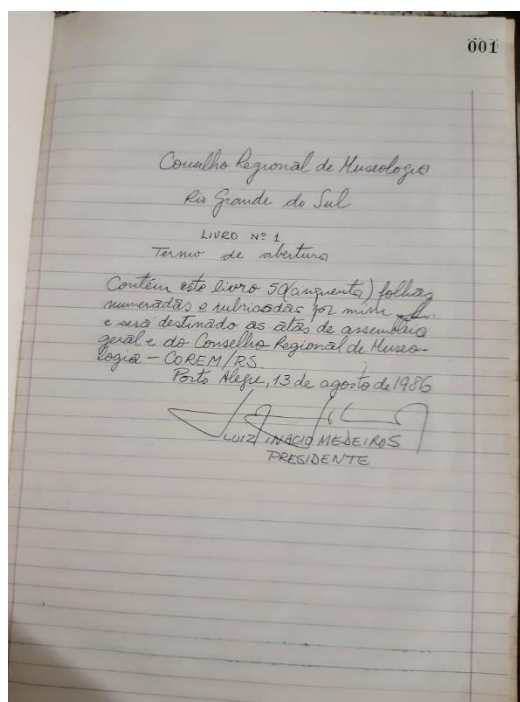 001
Conselho Regional de Museologia
Rio Grande do Sul
LIVRO Nº 1
Termo de abertura
Contém este livro 50(cinquenta) folhas
numeradas e rubricadas por mim
e será destinado as atas de assembleia
geral e do Conselho Regional de Museo-
logia - COREM/RS.
Porto Alegre, 13 de agosto de 1986
LUIZ INACIO MEDEIROS
PRESIDENTE